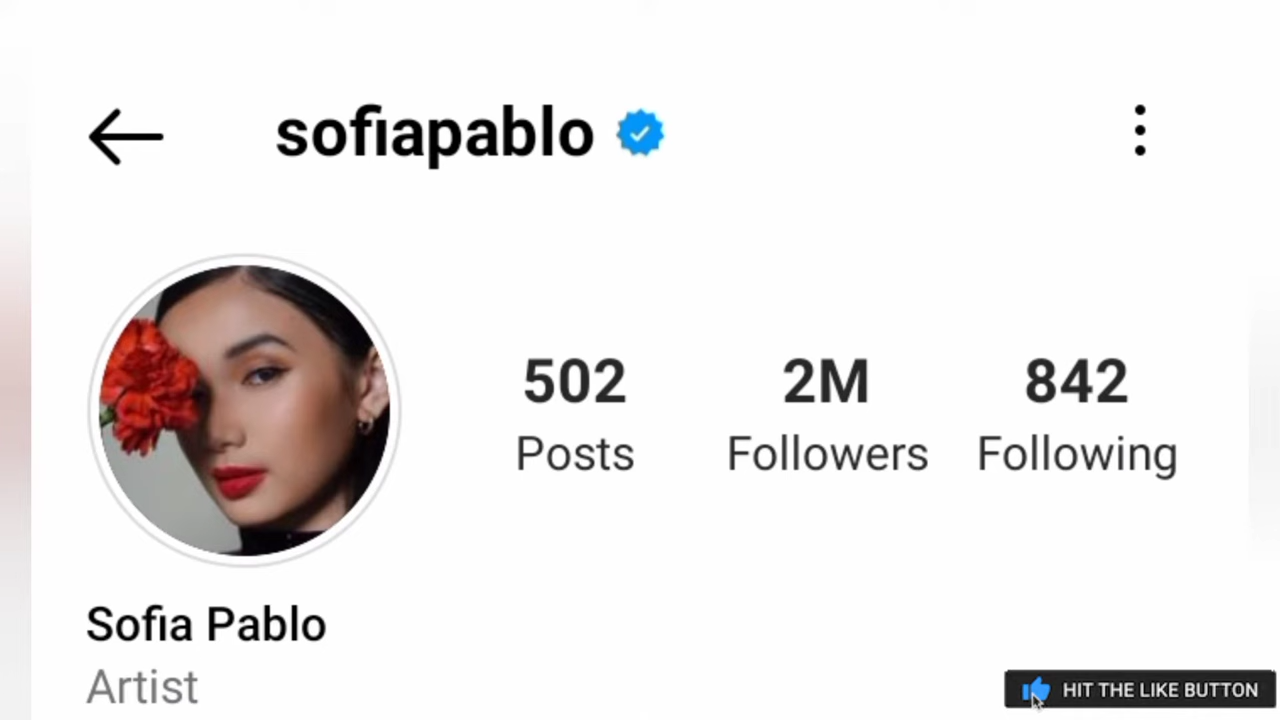 sofiapablo
502 2M 842
Posts Followers Following
Sofia Pablo
Artist
HIT THE LIKE BUTTON